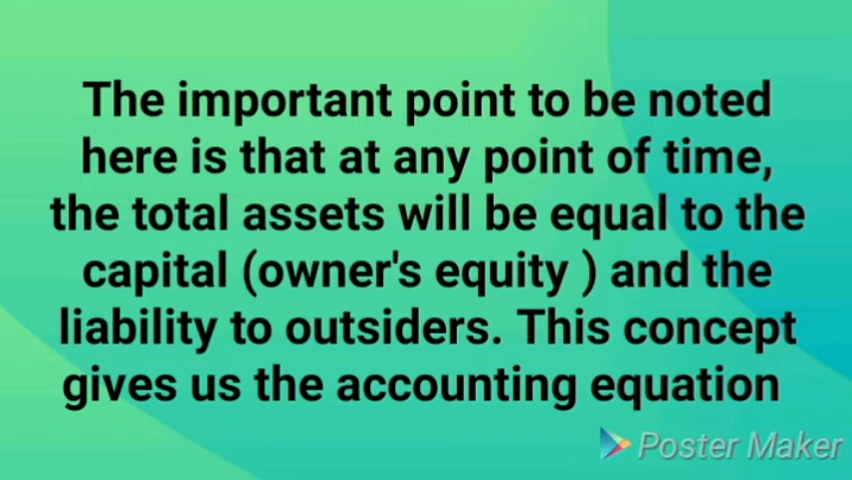 The important point to be noted
here is that at any point of time,
the total assets will be equal to the
capital (owner's equity ) and the
liability to outsiders. This concept
gives us the accounting equation
Poster Maker